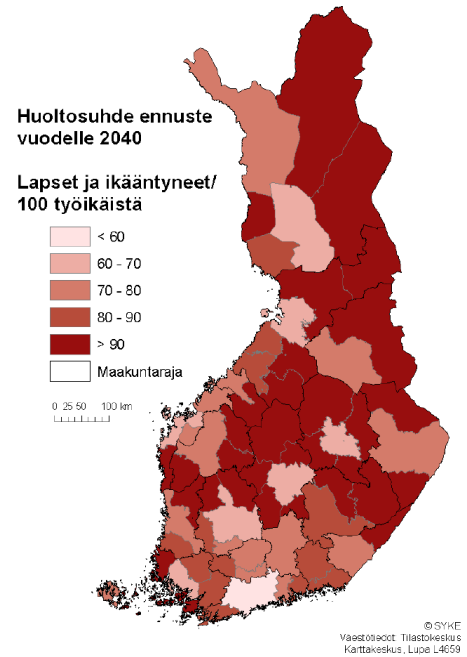 Huoltosuhde ennuste
vuodelle 2040
Lapset ja ikääntyneet/
100 työikäistä
< 60
60 - 70
70 - 80
80 - 90
> 90
Maakuntaraja
0 25 50 100 km
© SYKE
Väestötiedot: Tilastokeskus
Karttakeskus, Lupa L4659